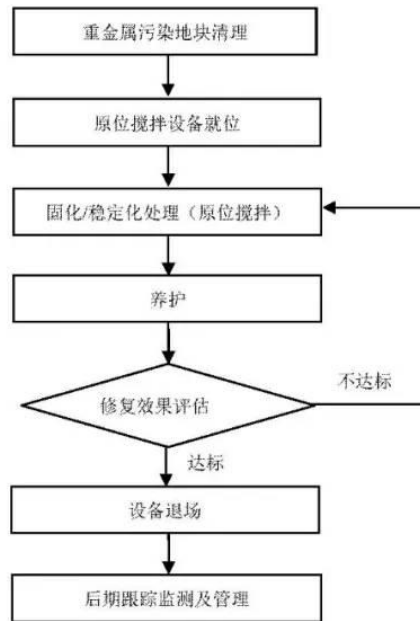 重金属污染地块清理
原位搅拌设备就位
固化/稳定化处理（原位搅拌）
养护
修复效果评估
不达标
达标
设备退场
后期跟踪监测及管理